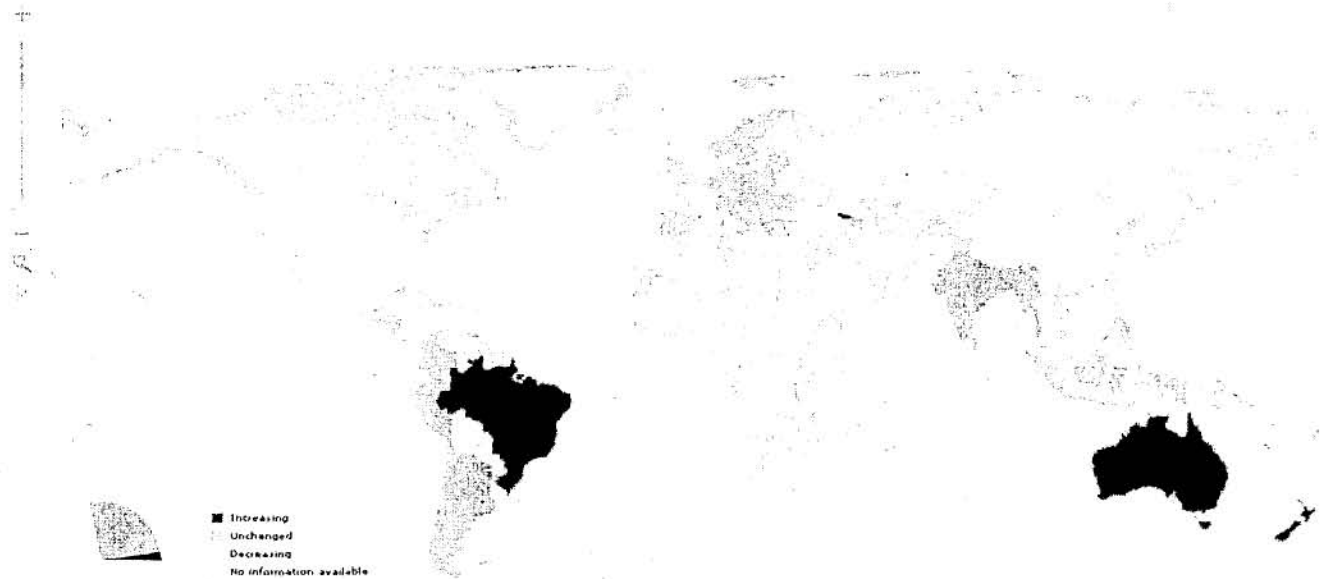 Increasing
Unchanged
Decreasing
No information available